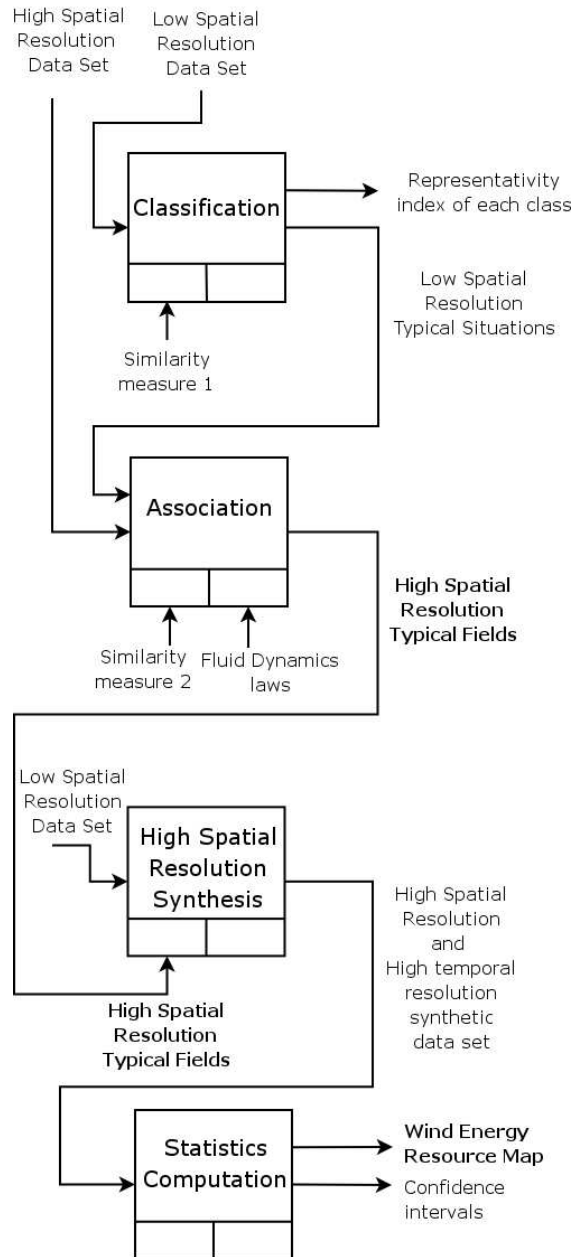 High Spatial
Resolution
Data Set
Low Spatial
Resolution
Data Set
Classification
Representativity
index of each class
Low Spatial
Resolution
Typical Situations
Similarity
measure 1
Association
High Spatial
Resolution
Typical Fields
Similarity
measure 2
Fluid Dynamics
laws
Low Spatial
Resolution
Data Set
High Spatial
Resolution
Synthesis
High Spatial
Resolution
and
High temporal
resolution
synthetic
data set
High Spatial
Resolution
Typical Fields
Statistics
Computation
Wind Energy
Resource Map
Confidence
intervals